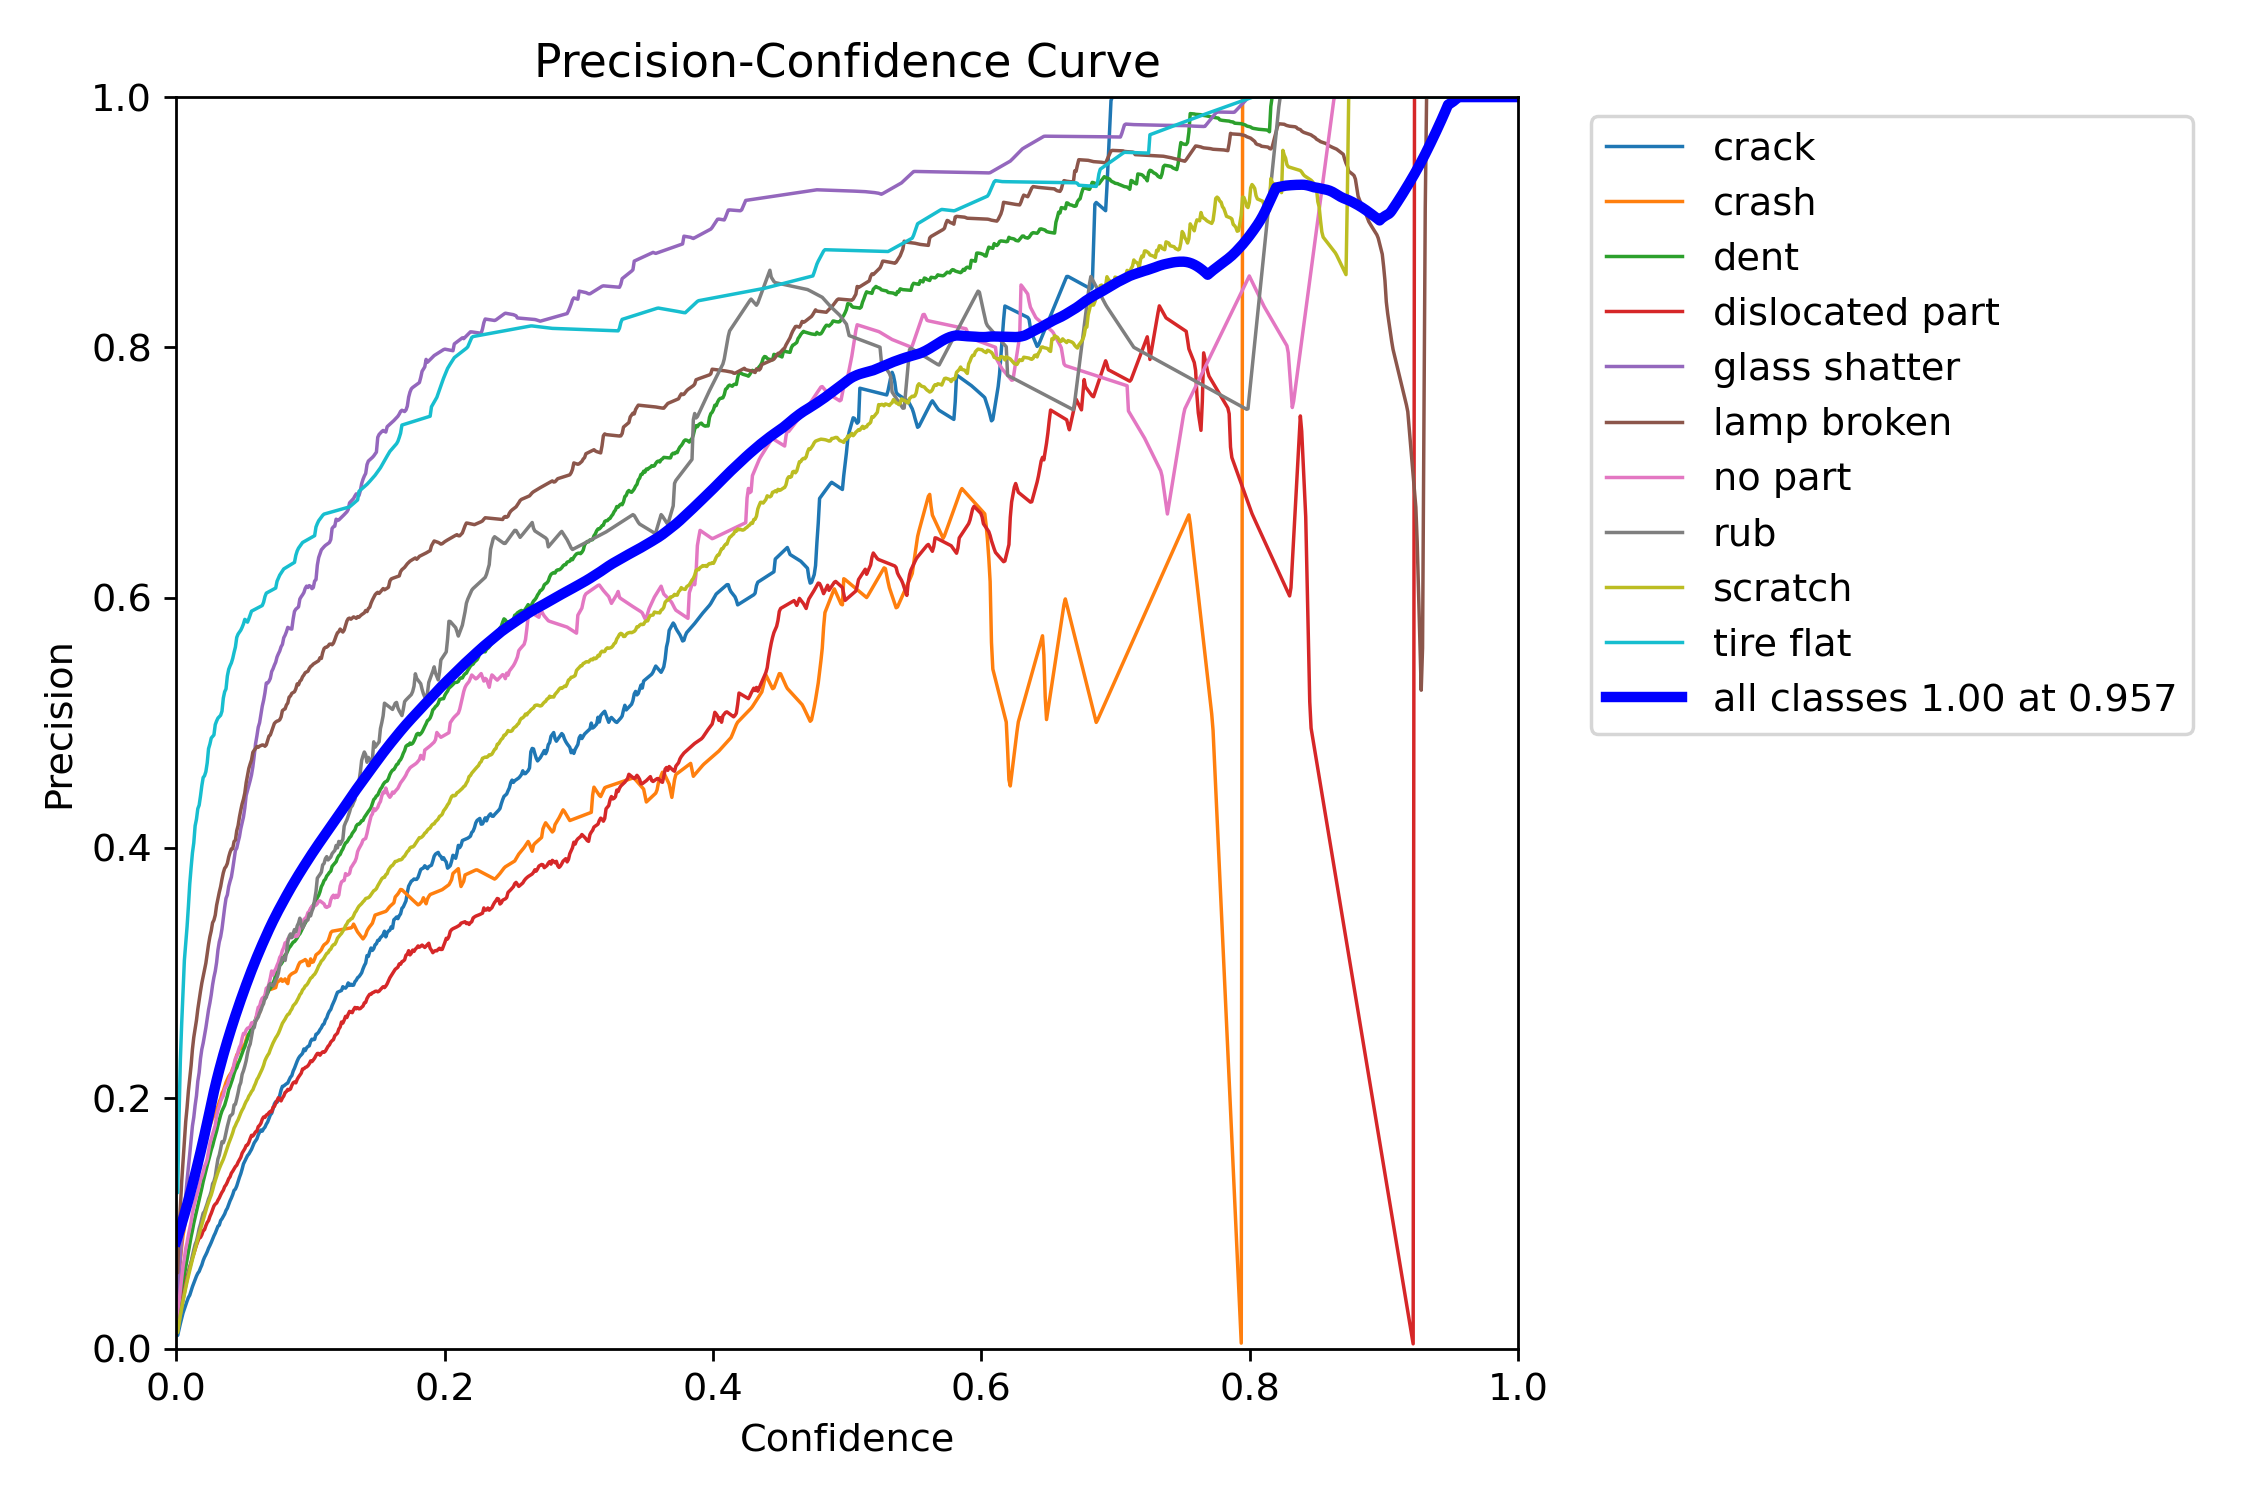 Precision-Confidence Curve
1.0
0.8
0.6
0.4
0.2
0.0
Precision
0.0 0.2 0.4 0.6 0.8 1.0
Confidence
crack
crash
dent
dislocated part
glass shatter
lamp broken
no part
rub
scratch
tire flat
all classes 1.00 at 0.957